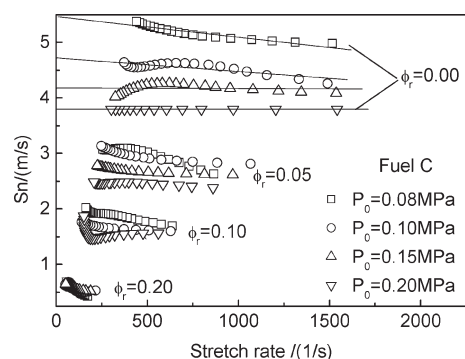 5
4
3
2
1
Sn/(m/s)
0
500
1000
1500
2000
Stretch rate /(1/s)
ϕr=0.00
ϕr=0.05
ϕr=0.10
ϕr=0.20
Fuel C
P0=0.08MPa
P0=0.10MPa
P0=0.15MPa
P0=0.20MPa